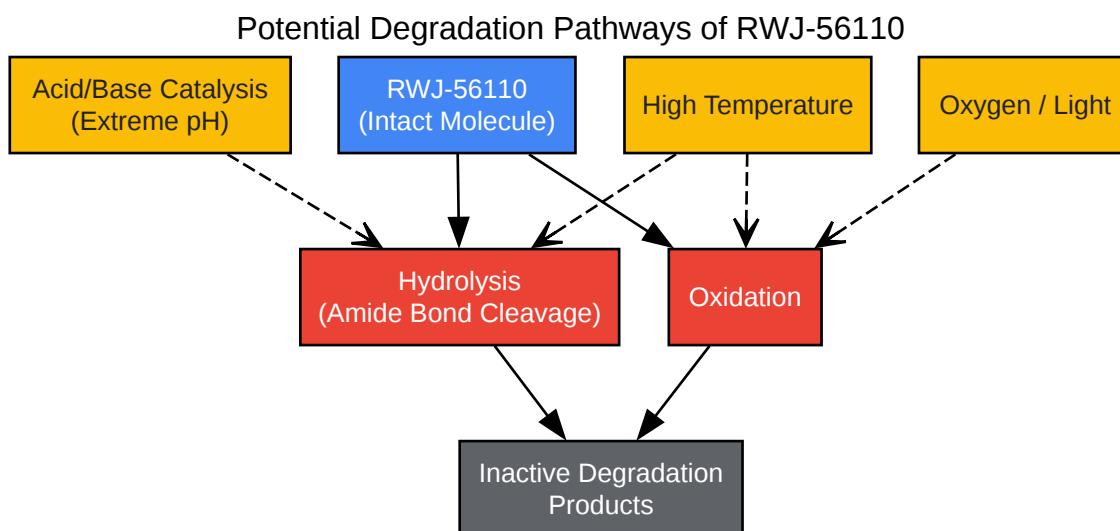 Potential Degradation Pathways of RWJ-56110
Acid/Base Catalysis
(Extreme pH)
RWJ-56110
(Intact Molecule)
High Temperature
Oxygen / Light
Hydrolysis
(Amide Bond Cleavage)
Oxidation
Inactive Degradation
Products